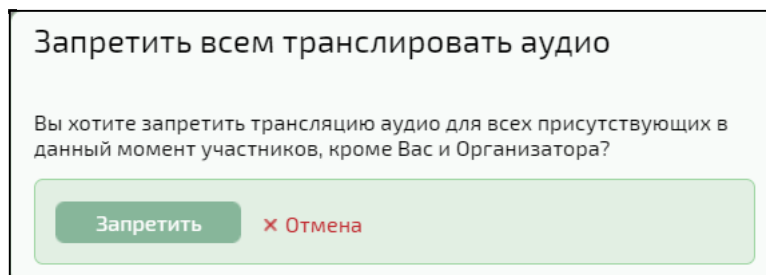 Запретить всем транслировать аудио
Вы хотите запретить трансляцию аудио для всех присутствующих в
данный момент участников, кроме Вас и Организатора?
Запретить × Отмена